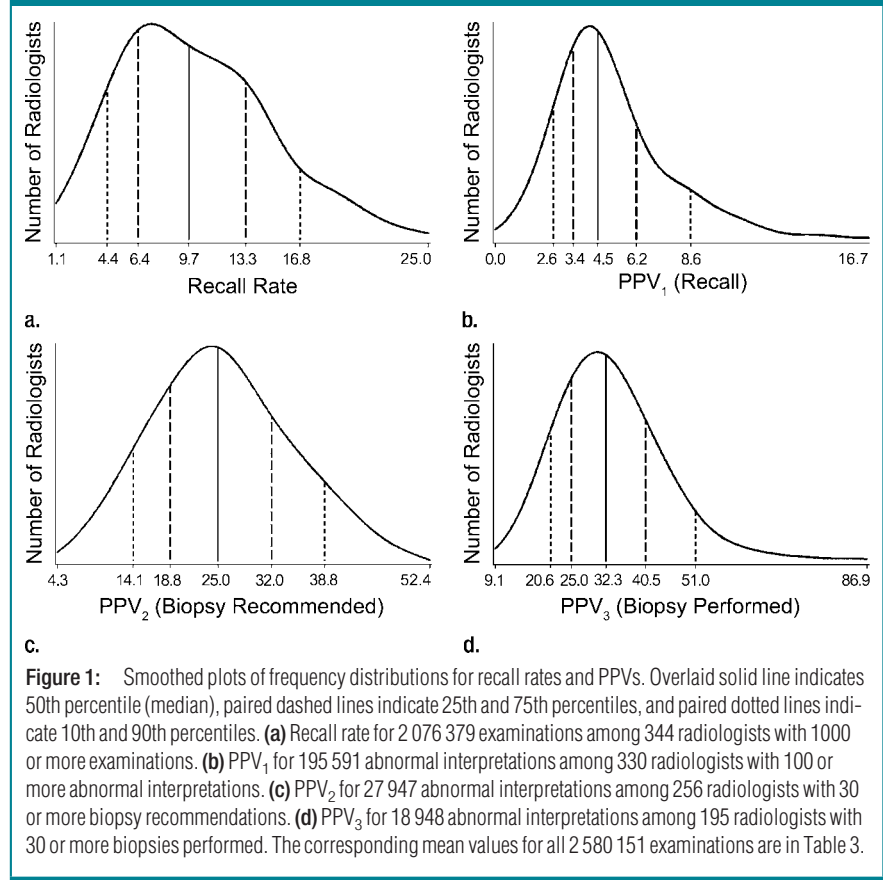 Number of Radiologists
1.1 4.4 6.4 9.7 13.3 16.8 25.0
Recall Rate
a.
Number of Radiologists
0.0 2.6 3.4 4.5 6.2 8.6 16.7
PPV1 (Recall)
b.
Number of Radiologists
4.3 14.1 18.8 25.0 32.0 38.8 52.4
PPV2 (Biopsy Recommended)
c.
Number of Radiologists
9.1 20.6 25.0 32.3 40.5 51.0 86.9
PPV3 (Biopsy Performed)
d.
Figure 1: Smoothed plots of frequency distributions for recall rates and PPVs. Overlaid solid line indicates
50th percentile (median), paired dashed lines indicate 25th and 75th percentiles, and paired dotted lines indi-
cate 10th and 90th percentiles. (a) Recall rate for 2 076 379 examinations among 344 radiologists with 1000
or more examinations. (b) PPV1 for 195 591 abnormal interpretations among 330 radiologists with 100 or
more abnormal interpretations. (c) PPV2 for 27 947 abnormal interpretations among 256 radiologists with 30
or more biopsy recommendations. (d) PPV3 for 18 948 abnormal interpretations among 195 radiologists with
30 or more biopsies performed. The corresponding mean values for all 2 580 151 examinations are in Table 3.